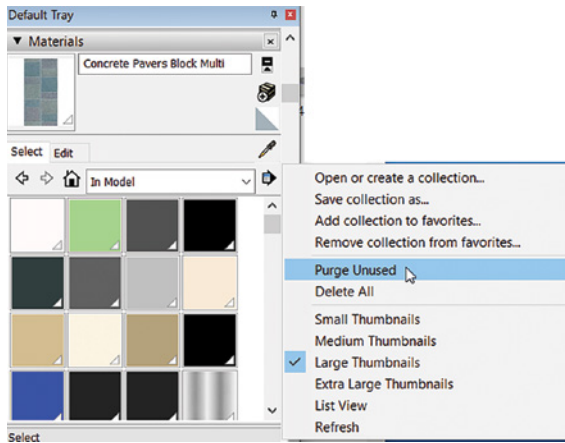 Default Tray
▼ Materials
Concrete Pavers Block Multi
Select Edit
In Model
Open or create a collection...
Save collection as...
Add collection to favorites...
Remove collection from favorites...
Purge Unused
Delete All
Small Thumbnails
Medium Thumbnails
Large Thumbnails
Extra Large Thumbnails
List View
Refresh
Select